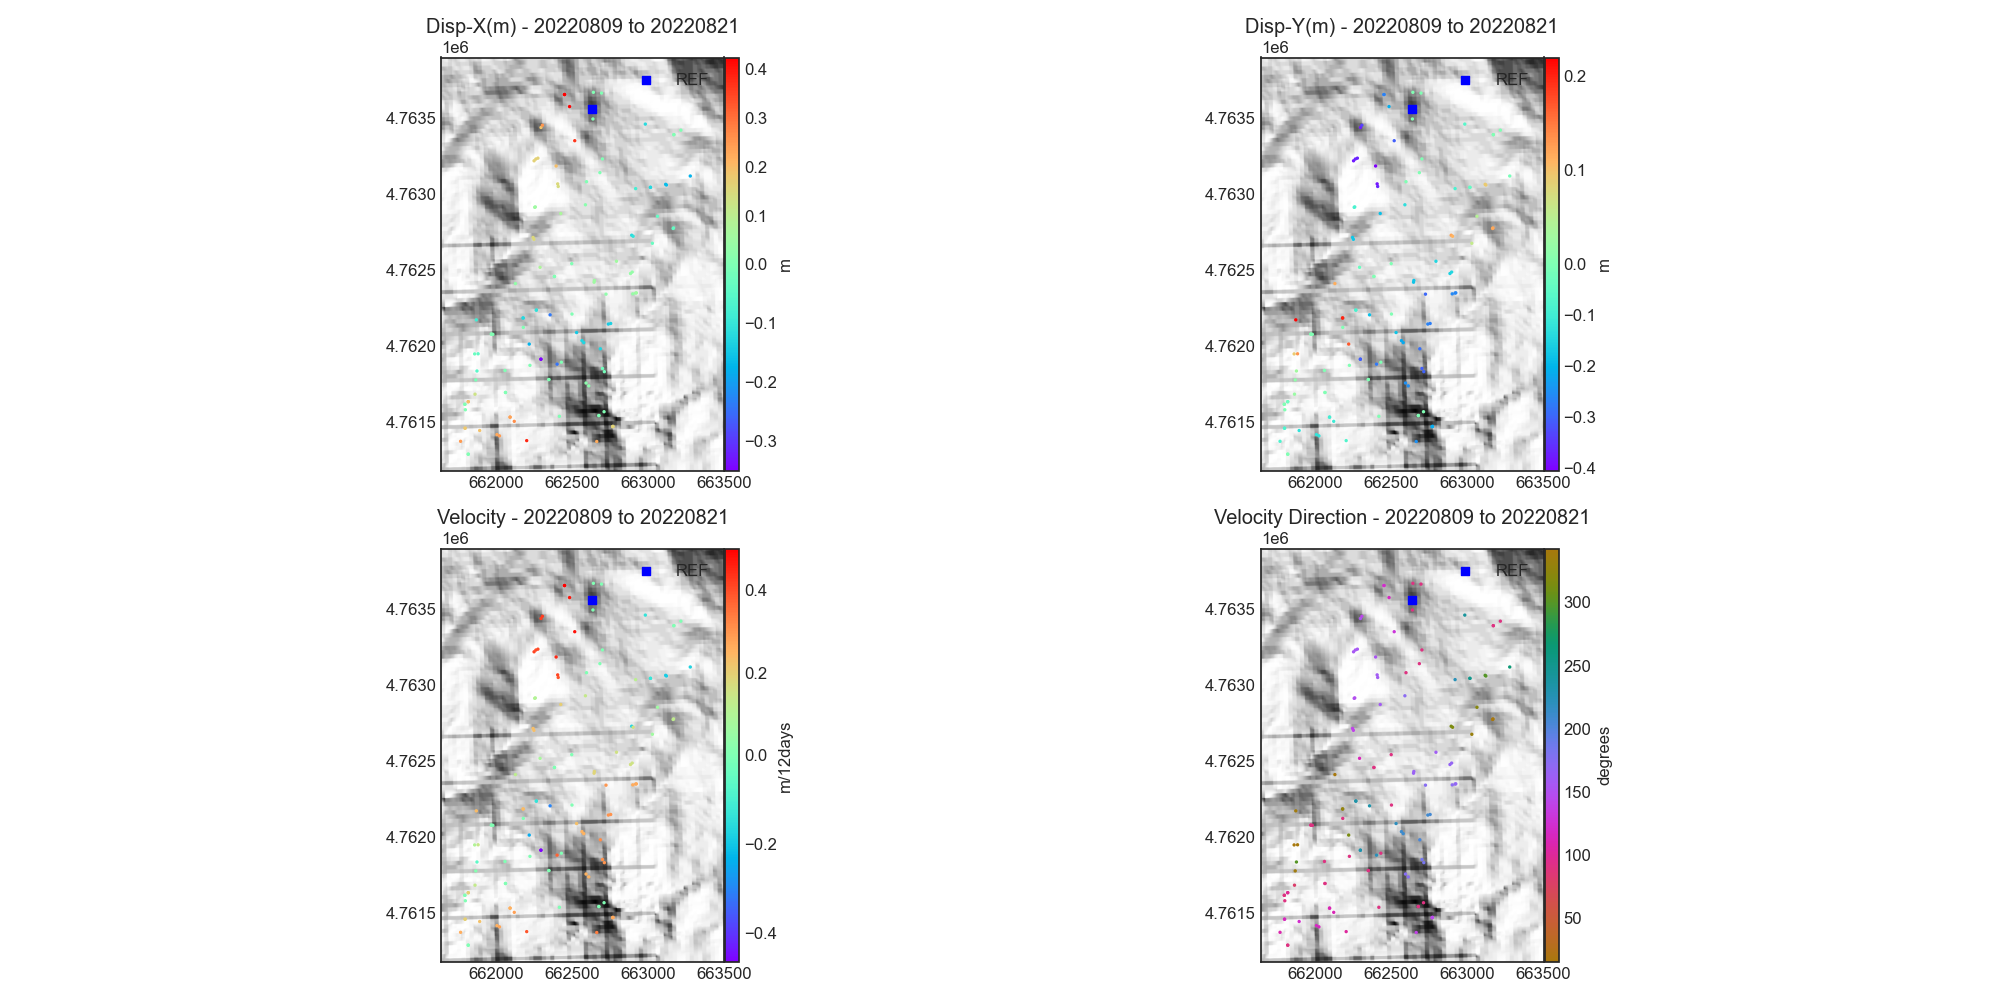 Disp-X(m) - 20220809 to 20220821
1e6
REF
4.7635
4.7630
4.7625
4.7620
4.7615
662000 662500 663000 663500
0.4
0.3
0.2
0.1
0.0
−0.1
−0.2
−0.3
m
Disp-Y(m) - 20220809 to 20220821
1e6
REF
4.7635
4.7630
4.7625
4.7620
4.7615
662000 662500 663000 663500
0.2
0.1
0.0
−0.1
−0.2
−0.3
−0.4
m
Velocity - 20220809 to 20220821
1e6
REF
4.7635
4.7630
4.7625
4.7620
4.7615
662000 662500 663000 663500
0.4
0.2
0.0
−0.2
−0.4
m/12days
Velocity Direction - 20220809 to 20220821
1e6
REF
4.7635
4.7630
4.7625
4.7620
4.7615
662000 662500 663000 663500
300
250
200
150
100
50
degrees